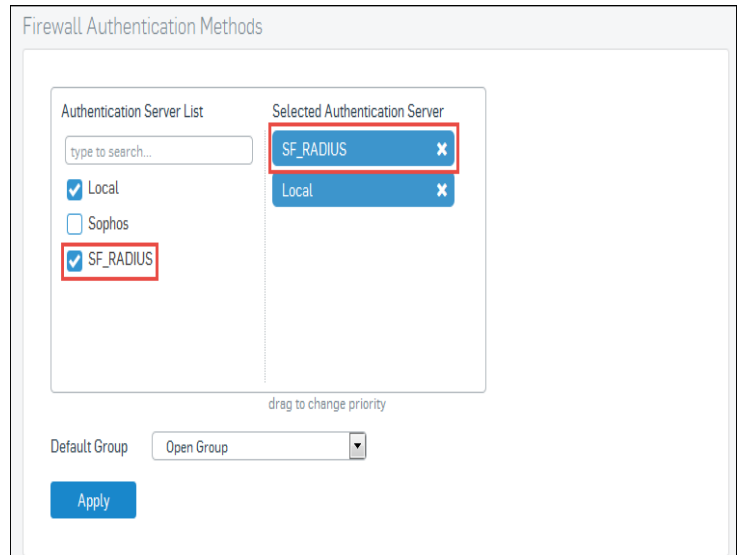 Firewall Authentication Methods
Authentication Server List
Selected Authentication Server
type to search...
SF_RADIUS
Local
Local
Sophos
SF_RADIUS
drag to change priority
Default Group
Open Group
Apply